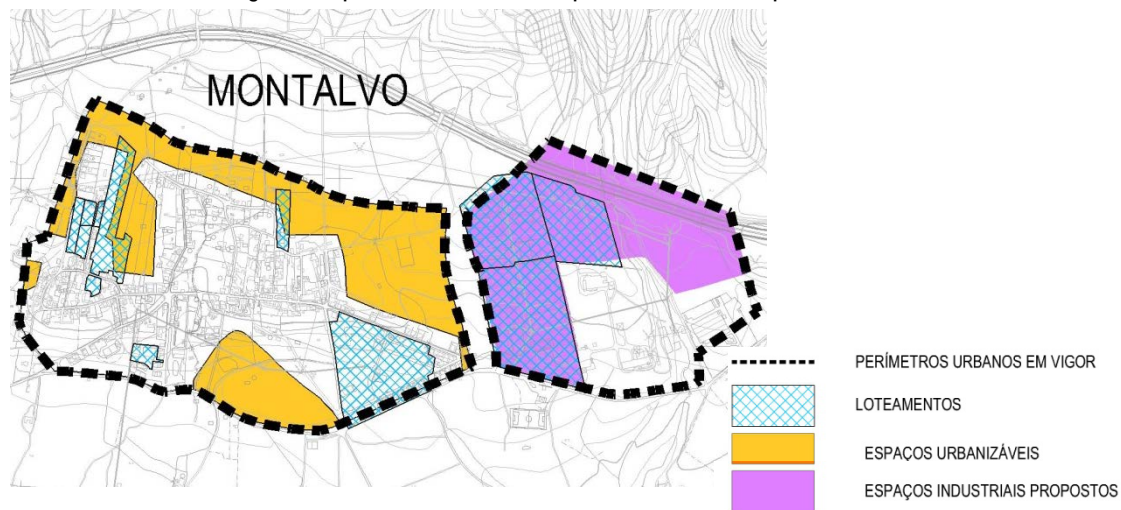 MONTALVO
PERÍMETROS URBANOS EM VIGOR
LOTEAMENTOS
ESPAÇOS URBANIZÁVEIS
ESPAÇOS INDUSTRIAIS PROPOSTOS